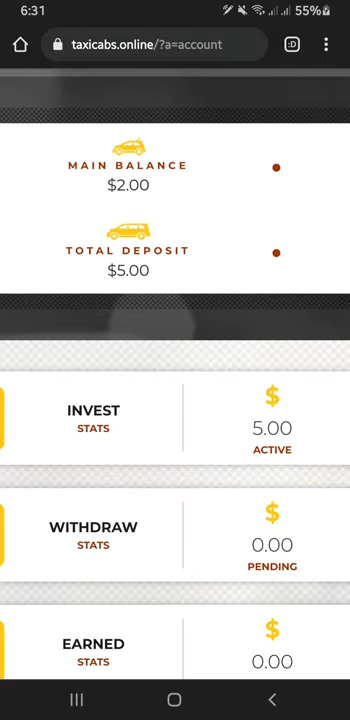 6:31
55%
taxicabs.online/?a=account
:D
MAIN BALANCE
$2.00
TOTAL DEPOSIT
$5.00
INVEST
STATS
$
5.00
ACTIVE
WITHDRAW
STATS
$
0.00
PENDING
EARNED
STATS
$
0.00